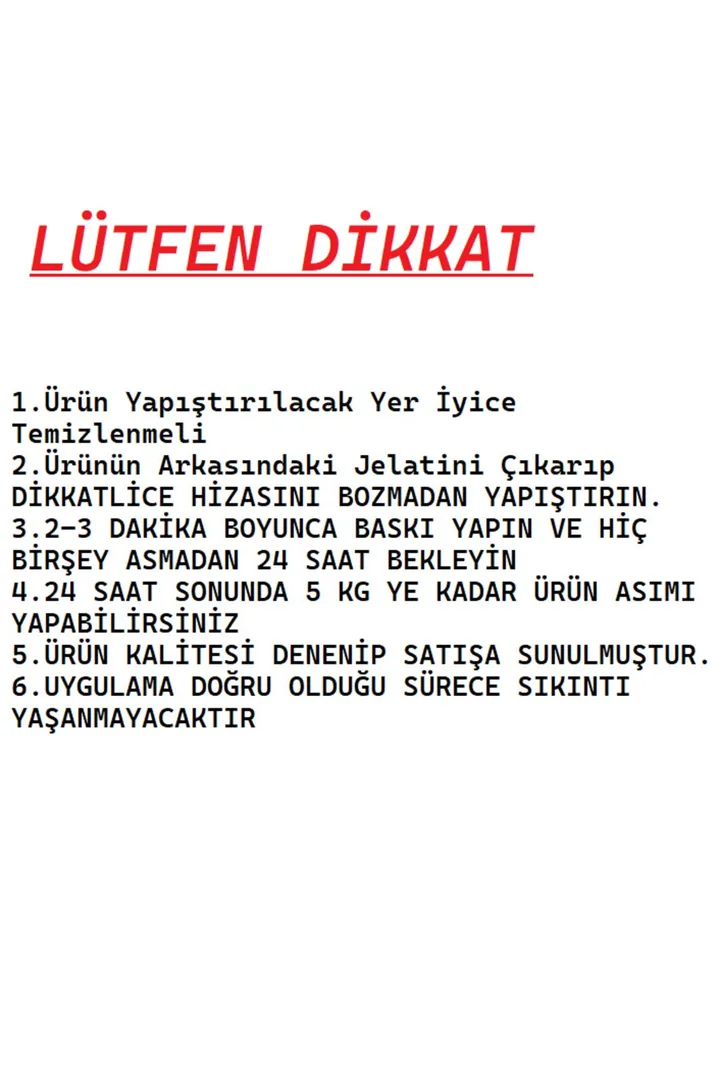 LÜTFEN DİKKAT
1.Ürün Yapıştırılacak Yer İyice
Temizlenmeli
2.Ürünün Arkasındaki Jelatini Çıkarıp
DİKKATLİCE HİZASINI BOZMADAN YAPIŞTIRIN.
3.2-3 DAKİKA BOYUNCA BASKI YAPIN VE HİÇ
BİRŞEY ASMADAN 24 SAAT BEKLEYİN
4.24 SAAT SONUNDA 5 KG YE KADAR ÜRÜN ASIMI
YAPABİLİRSİNİZ
5.ÜRÜN KALİTESİ DENENİP SATIŞA SUNULMUŞTUR.
6.UYGULAMA DOĞRU OLDUĞU SÜRECE SIKINTI
YAŞANMAYACAKTIR